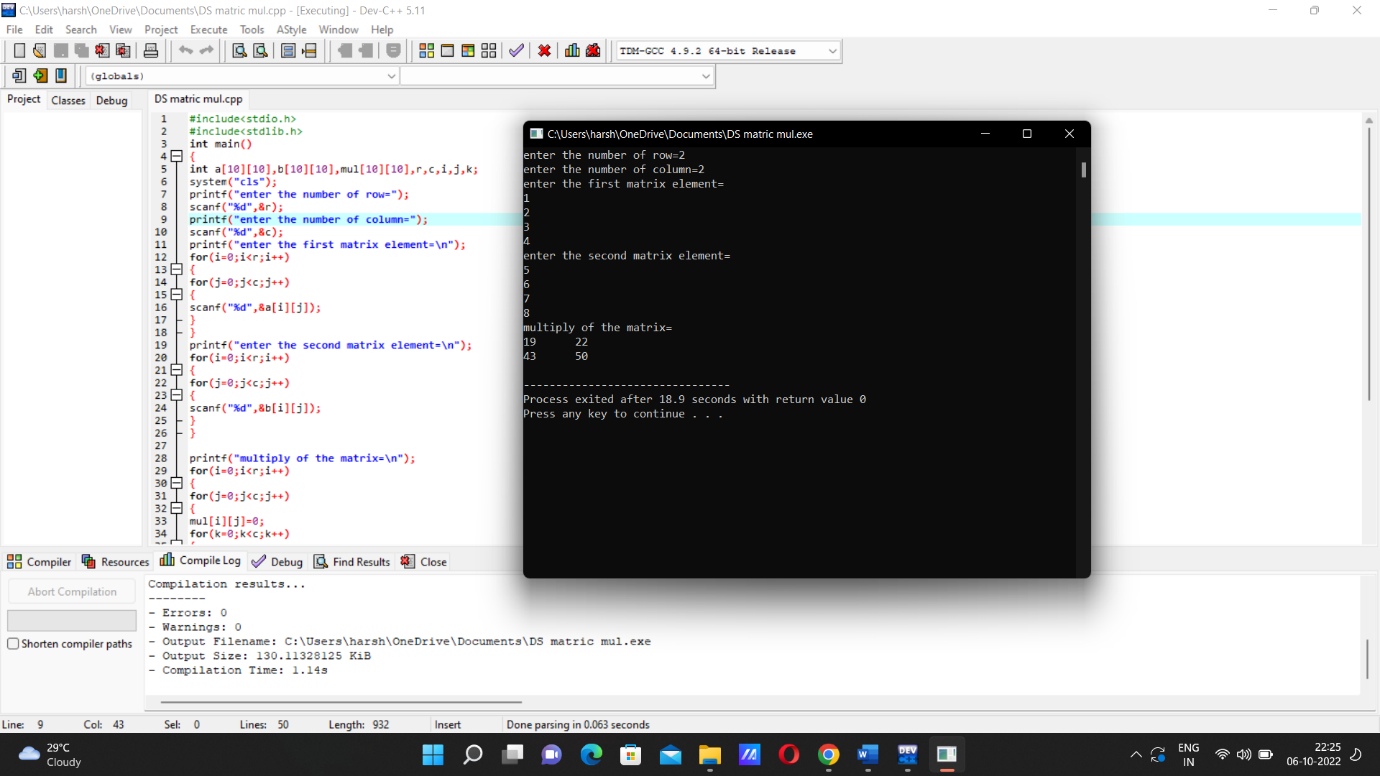 C:\Users\harsh\OneDrive\Documents\DS matric mul.cpp - [Executing] - Dev-C++ 5.11
File Edit Search View Project Execute Tools AStyle Window Help
TDM-GCC 4.9.2 64-bit Release
(globals)
Project Classes Debug
DS matric mul.cpp
1 #include<stdio.h>
2 #include<stdlib.h>
3 int main()
4 {
5 int a[10][10],b[10][10],mul[10][10],r,c,i,j,k;
6 system("cls");
7 printf("enter the number of row=");
8 scanf("%d",&r);
9 printf("enter the number of column=");
10 scanf("%d",&c);
11 printf("enter the first matrix element=\n");
12 for(i=0;i<r;i++)
13 {
14 for(j=0;j<c;j++)
15 {
16 scanf("%d",&a[i][j]);
17 }
18 }
19 printf("enter the second matrix element=\n");
20 for(i=0;i<r;i++)
21 {
22 for(j=0;j<c;j++)
23 {
24 scanf("%d",&b[i][j]);
25 }
26 }
27
28 printf("multiply of the matrix=\n");
29 for(i=0;i<r;i++)
30 {
31 for(j=0;j<c;j++)
32 {
33 mul[i][j]=0;
34 for(k=0;k<c;k++)
C:\Users\harsh\OneDrive\Documents\DS matric mul.exe
enter the number of row=2
enter the number of column=2
enter the first matrix element=
1
2
3
4
enter the second matrix element=
5
6
7
8
multiply of the matrix=
19 22
43 50
--------------------------------
Process exited after 18.9 seconds with return value 0
Press any key to continue . . .
Compiler Resources Compile Log Debug Find Results Close
Abort Compilation
Shorten compiler paths
Compilation results...
--------
- Errors: 0
- Warnings: 0
- Output Filename: C:\Users\harsh\OneDrive\Documents\DS matric mul.exe
- Output Size: 130.11328125 KiB
- Compilation Time: 1.14s
Line: 9 Col: 43 Sel: 0 Lines: 50 Length: 932 Insert Done parsing in 0.063 seconds
29°C
Cloudy
W
DEV
ENG
IN
22:25
06-10-2022